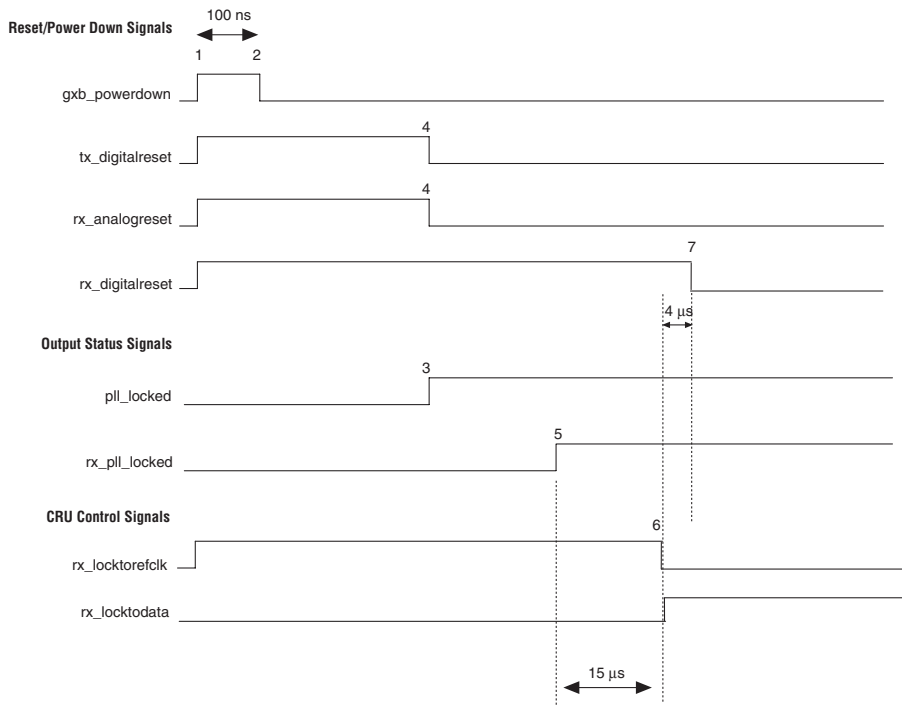 Reset/Power Down Signals
100 ns
1 2
gxb_powerdown
4
tx_digitalreset
4
rx_analogreset
7
rx_digitalreset
4 μs
Output Status Signals
3
pll_locked
5
rx_pll_locked
CRU Control Signals
6
rx_locktorefclk
rx_locktodata
15 μs